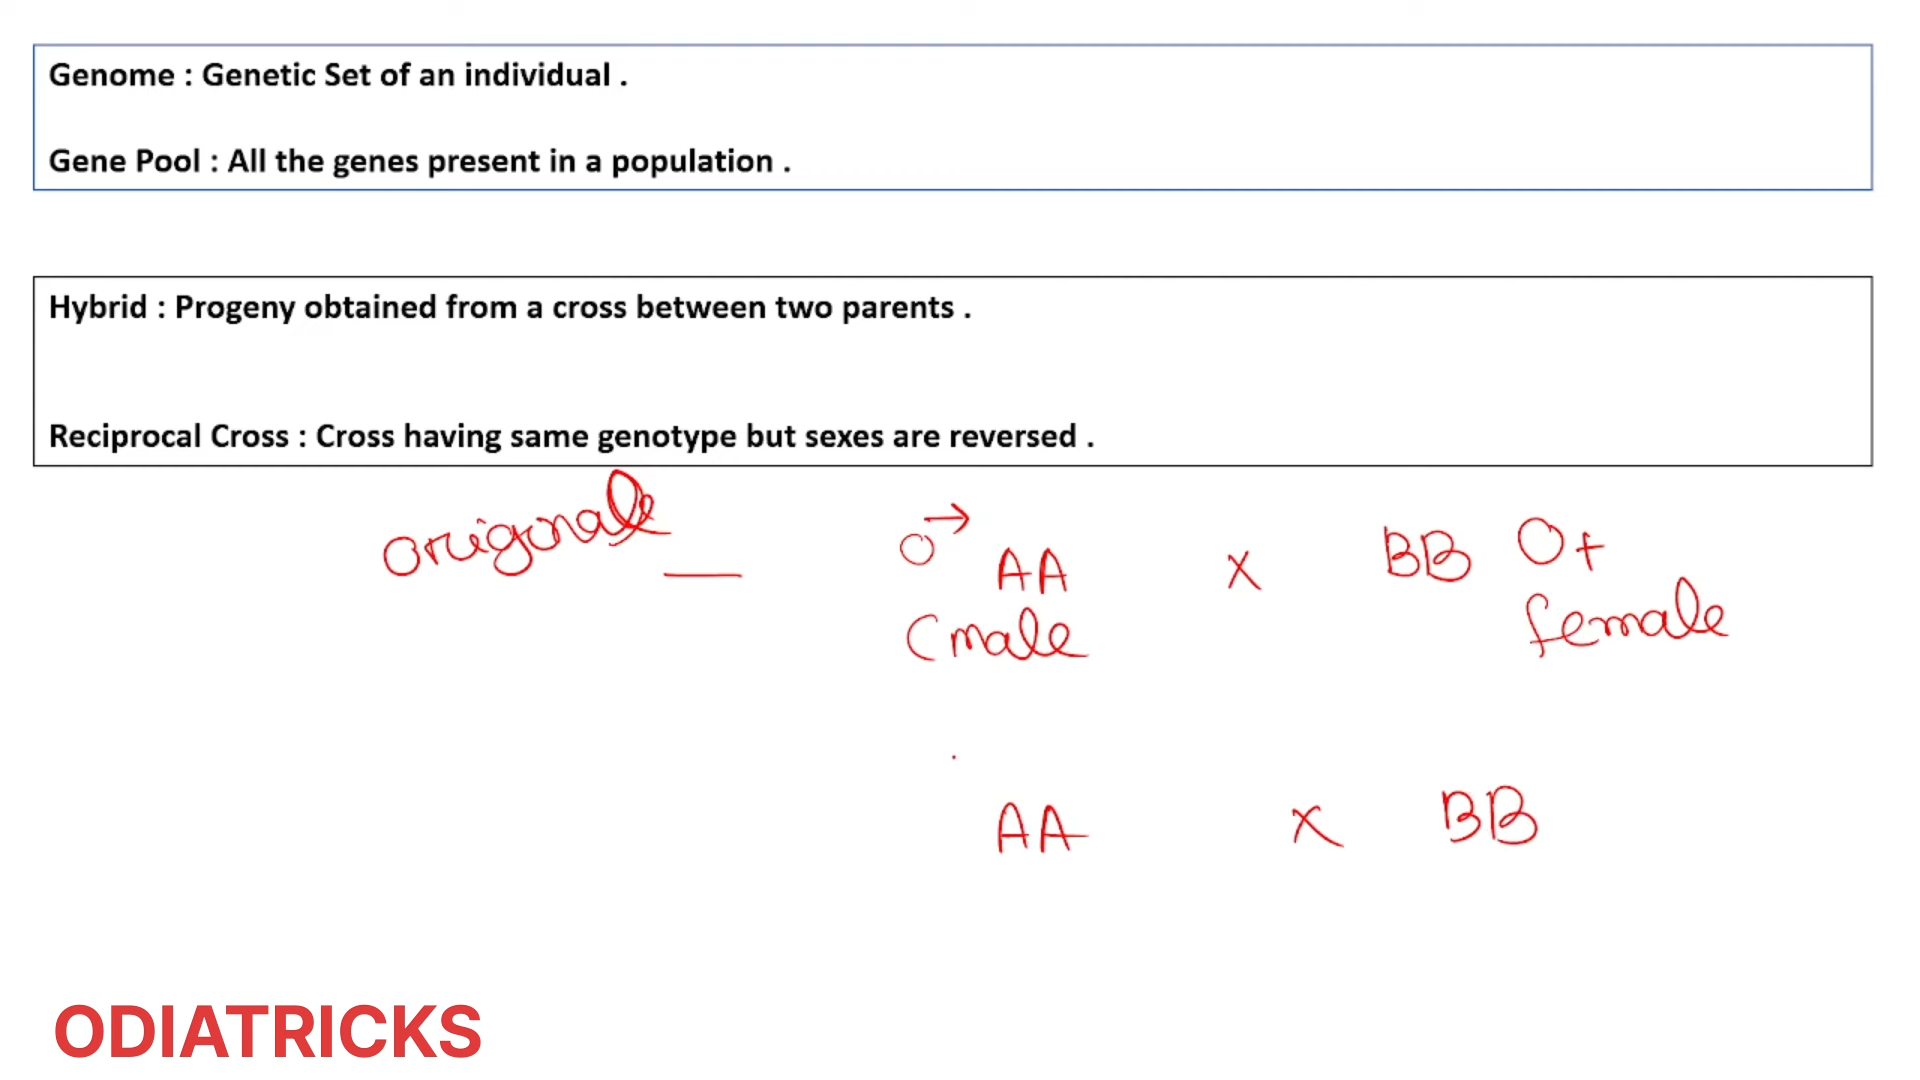 Genome : Genetic Set of an individual .
Gene Pool : All the genes present in a population .
Hybrid : Progeny obtained from a cross between two parents .
Reciprocal Cross : Cross having same genotype but sexes are reversed .
AA x BB
(male female
AA x BB
ODIATRICKS